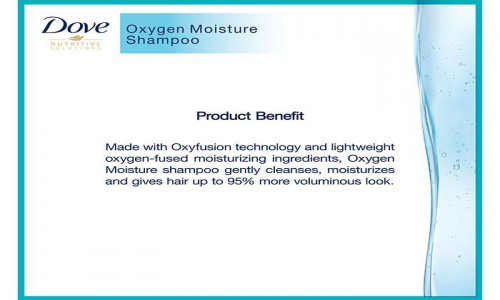 Dove
NUTRITIVE
SOLUTIONS
Oxygen Moisture
Shampoo
Product Benefit
Made with Oxyfusion technology and lightweight
oxygen-fused moisturizing ingredients, Oxygen
Moisture shampoo gently cleanses, moisturizes
and gives hair up to 95% more voluminous look.